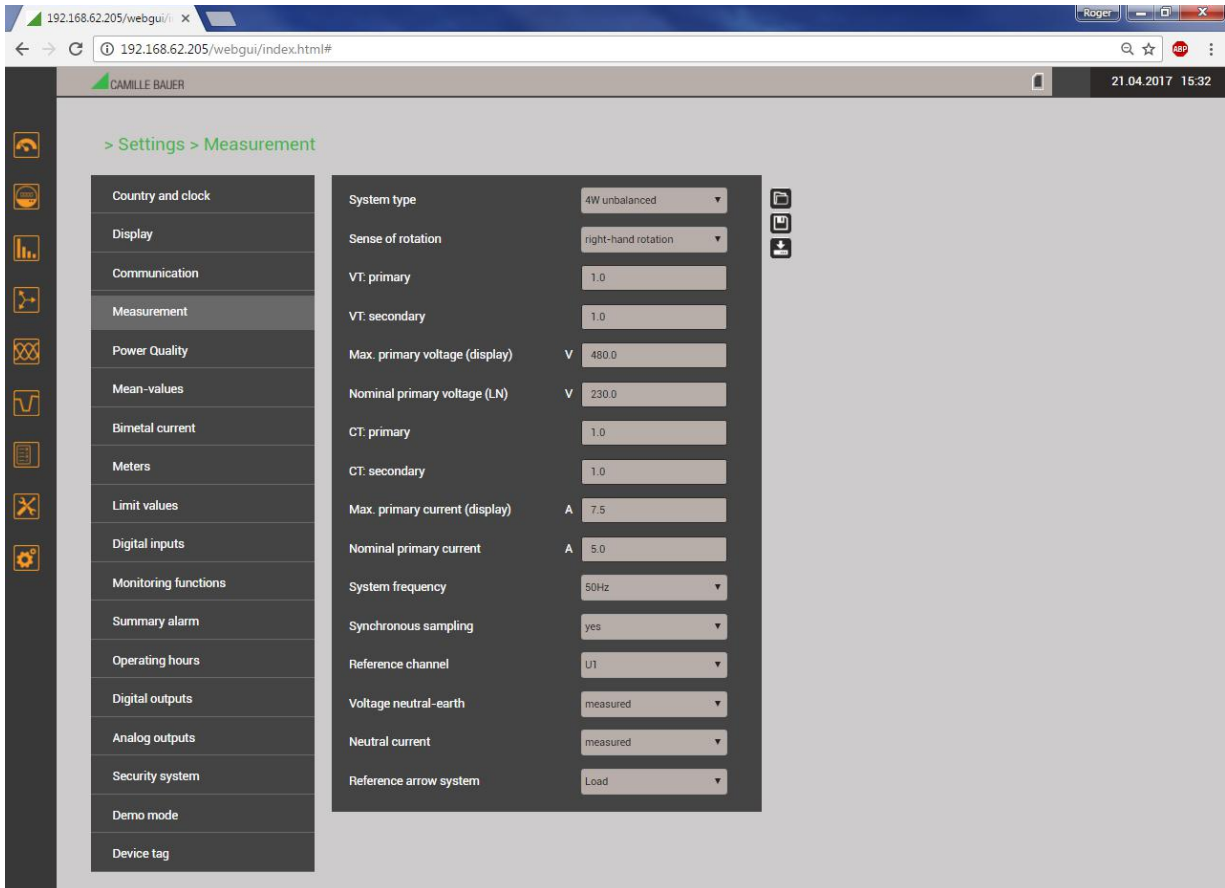 192.168.62.205/webgui/i
Roger
192.168.62.205/webgui/index.html#
ABP
CAMILLE BAUER
21.04.2017 15:32
> Settings > Measurement
Country and clock
Display
Communication
Measurement
Power Quality
Mean-values
Bimetal current
Meters
Limit values
Digital inputs
Monitoring functions
Summary alarm
Operating hours
Digital outputs
Analog outputs
Security system
Demo mode
Device tag
System type 4W unbalanced
Sense of rotation right-hand rotation
VT: primary 1.0
VT: secondary 1.0
Max. primary voltage (display) V 480.0
Nominal primary voltage (LN) V 230.0
CT: primary 1.0
CT: secondary 1.0
Max. primary current (display) A 7.5
Nominal primary current A 5.0
System frequency 50Hz
Synchronous sampling yes
Reference channel U1
Voltage neutral-earth measured
Neutral current measured
Reference arrow system Load